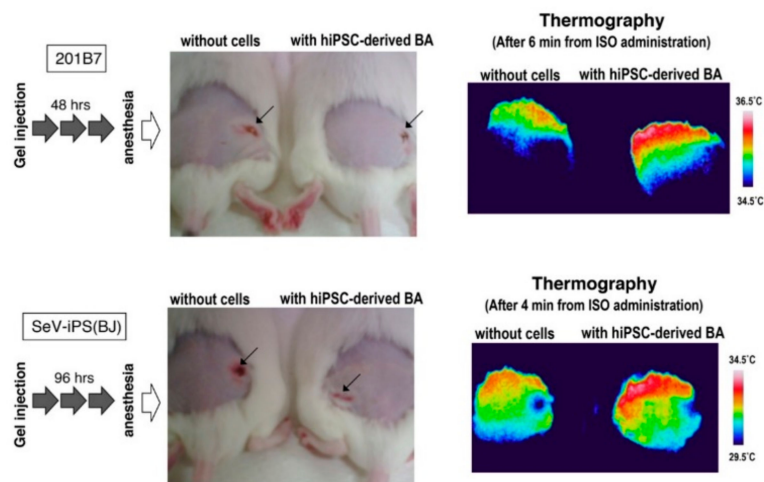 Thermography
(After 6 min from ISO administration)
without cells with hiPSC-derived BA
without cells with hiPSC-derived BA
201B7
Gel injection
48 hrs
anesthesia
36.5˚C
34.5˚C
Thermography
(After 4 min from ISO administration)
without cells with hiPSC-derived BA
without cells with hiPSC-derived BA
SeV-iPS(BJ)
Gel injection
96 hrs
anesthesia
34.5˚C
29.5˚C